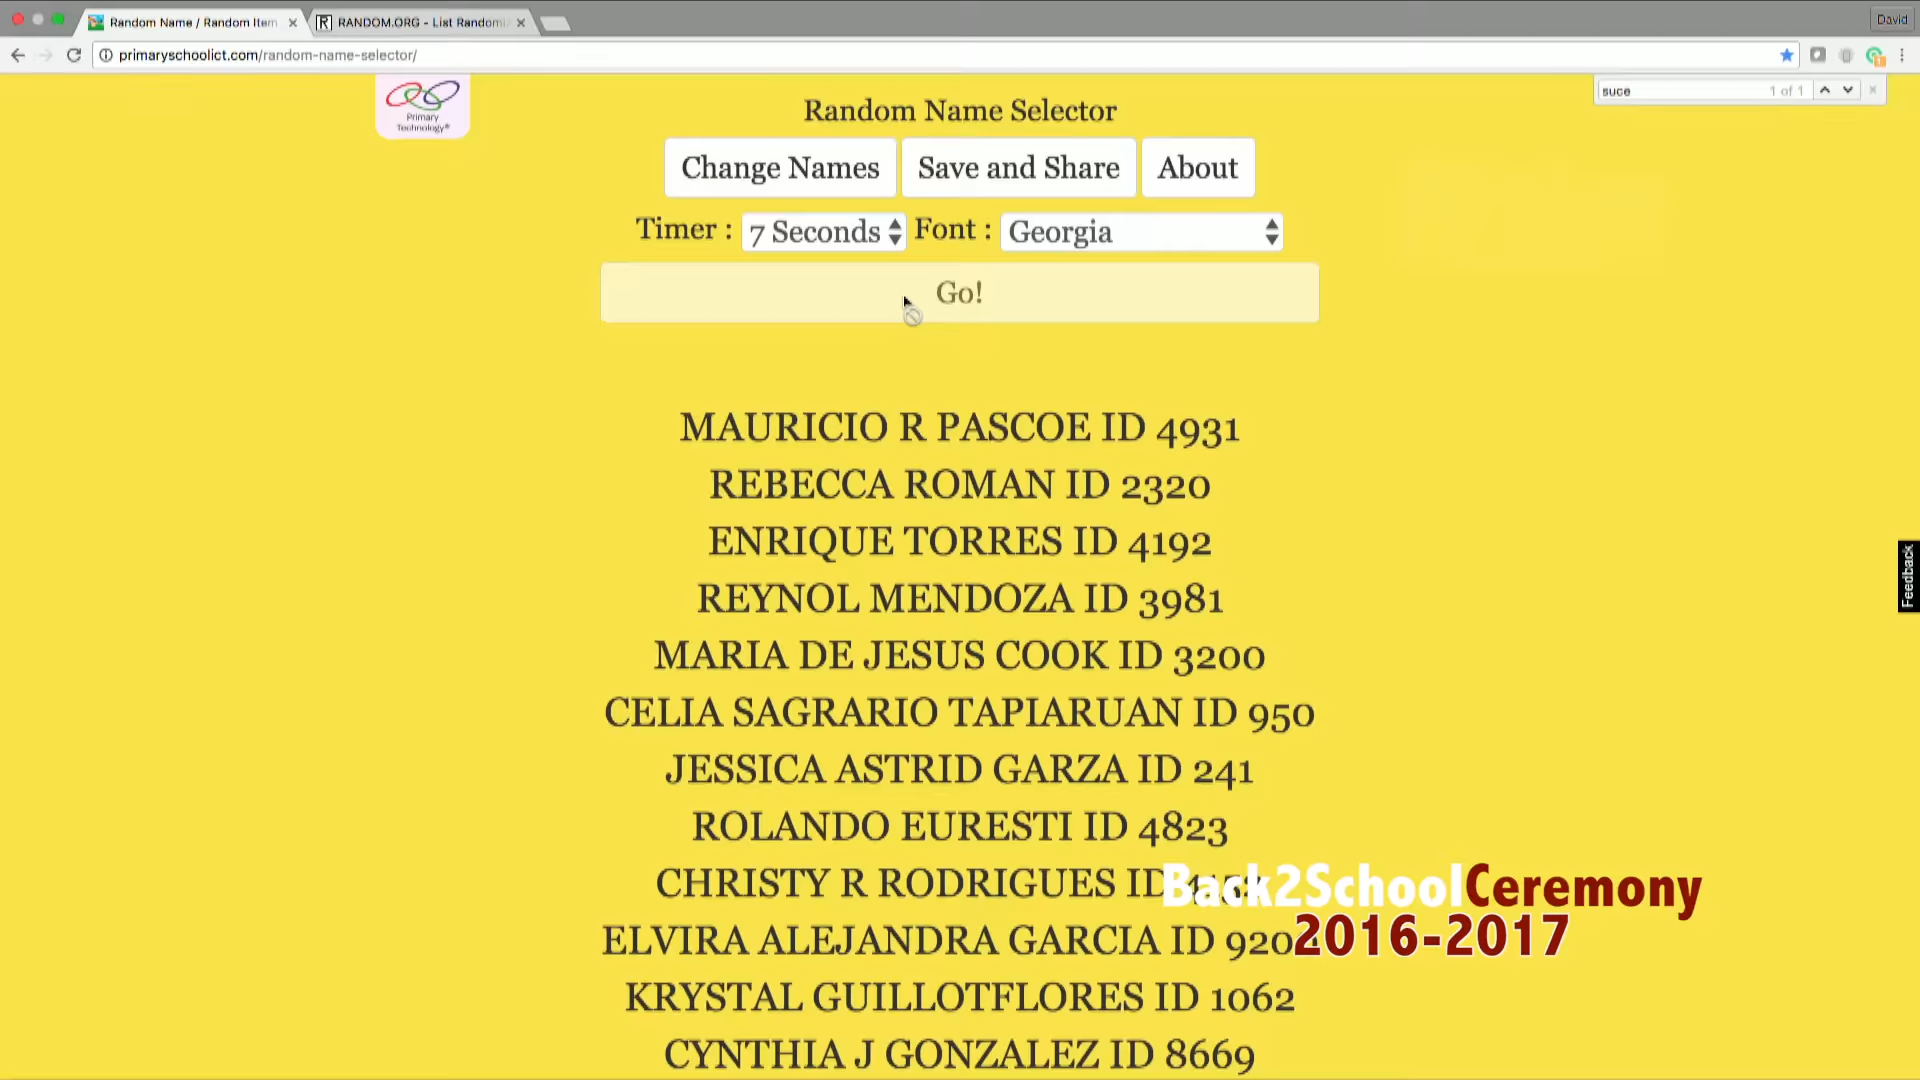 Random Name / Random Item
RANDOM.ORG - List Randomi
David
primaryschoolict.com/random-name-selector/
suce
1 of 1
Primary
Technology®
Random Name Selector
Change Names
Save and Share
About
Timer : 7 Seconds Font : Georgia
Go!
MAURICIO R PASCOE ID 4931
REBECCA ROMAN ID 2320
ENRIQUE TORRES ID 4192
REYNOL MENDOZA ID 3981
MARIA DE JESUS COOK ID 3200
CELIA SAGRARIO TAPIARUAN ID 950
JESSICA ASTRID GARZA ID 241
ROLANDO EURESTI ID 4823
CHRISTY R RODRIGUES ID
ELVIRA ALEJANDRA GARCIA ID
KRYSTAL GUILLOTFLORES ID 1062
CYNTHIA J GONZALEZ ID 8669
Back2SchoolCeremony
2016-2017
Feedback